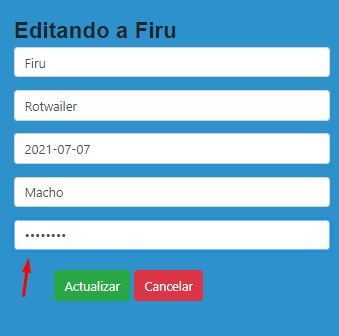 Editando a Firu
Firu
Rotwailer
2021-07-07
Macho
••••••••
Actualizar Cancelar